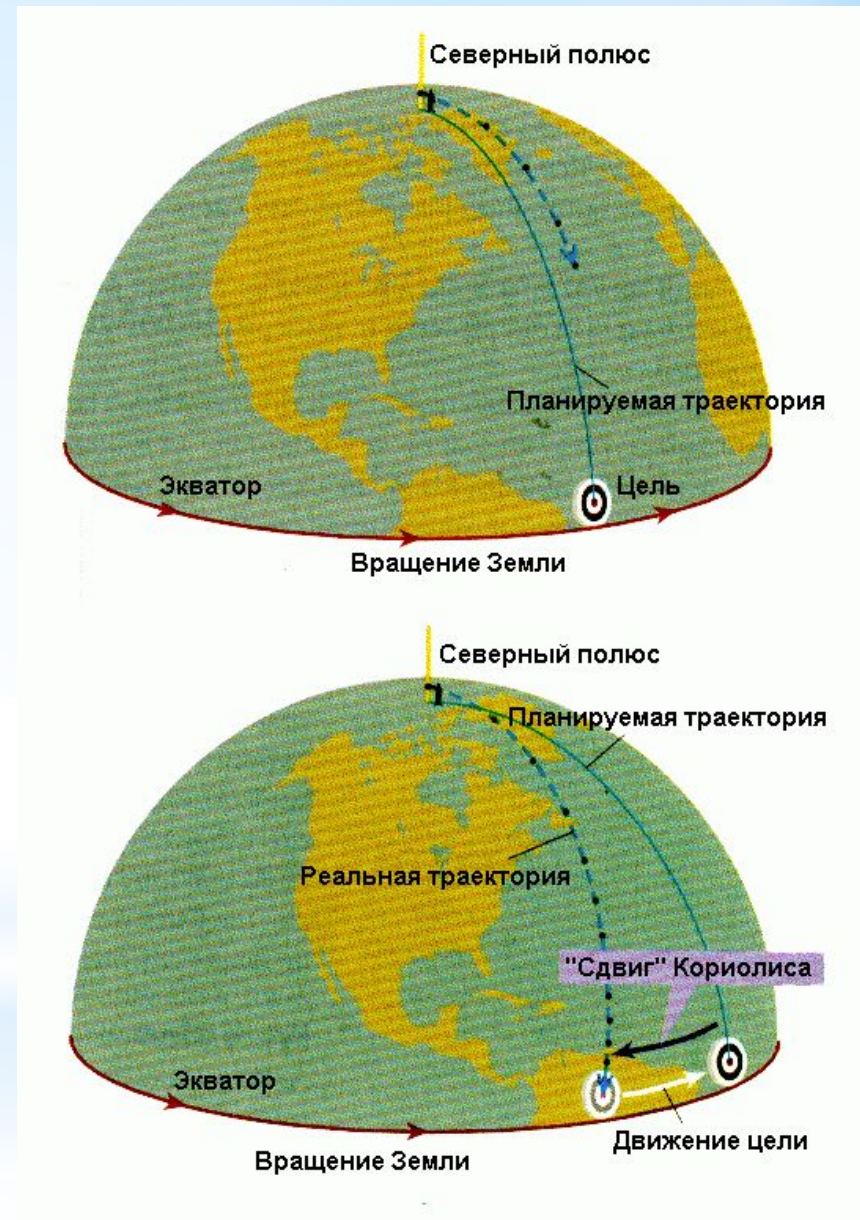 Северный полюс
Планируемая траектория
Экватор
Цель
Вращение Земли
Северный полюс
Планируемая траектория
Реальная траектория
"Сдвиг" Кориолиса
Экватор
Движение цели
Вращение Земли